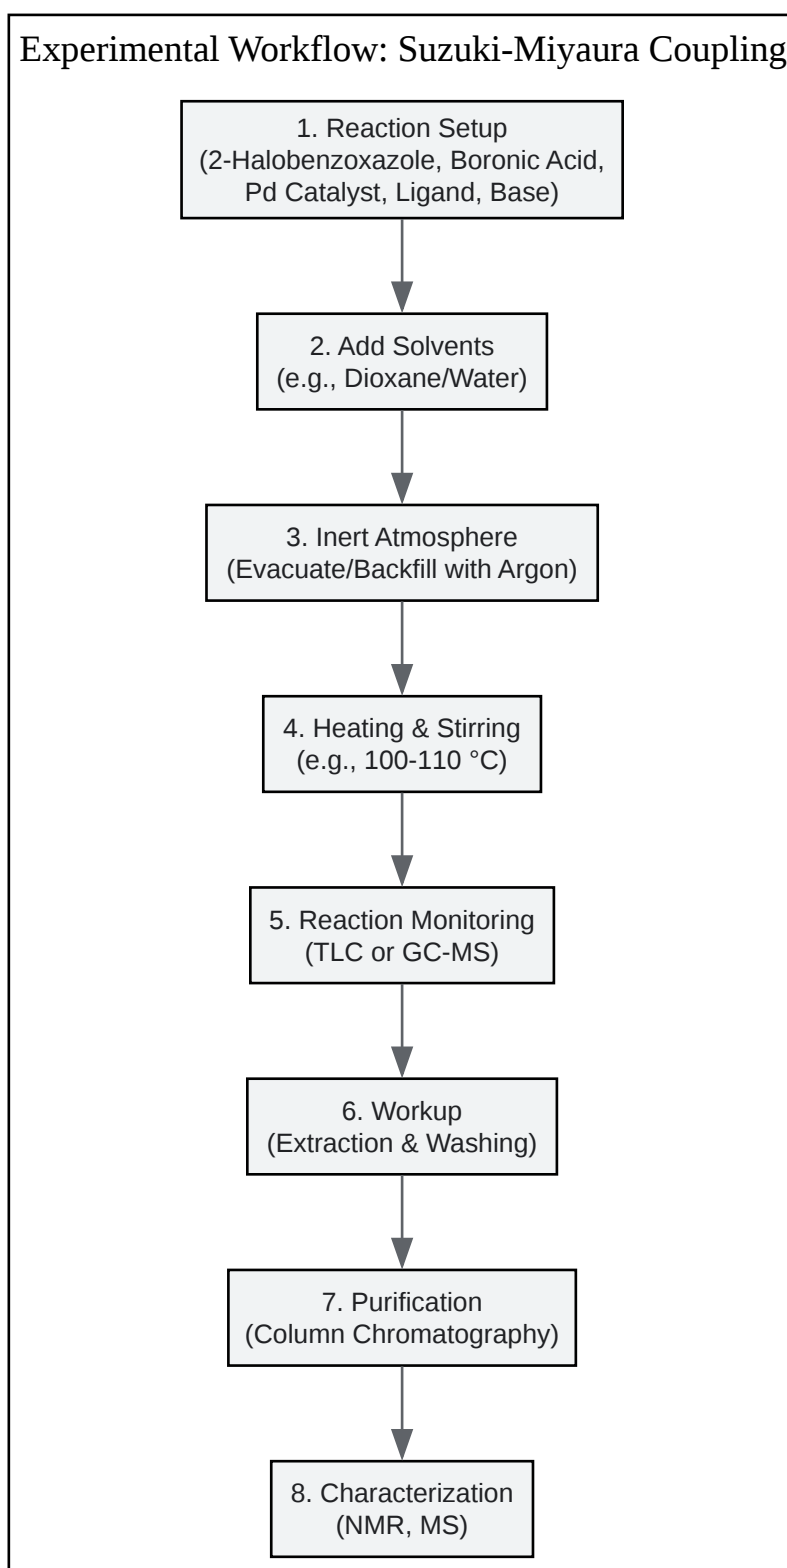 Experimental Workflow: Suzuki-Miyaura Coupling
1. Reaction Setup
(2-Halobenzoxazole, Boronic Acid,
Pd Catalyst, Ligand, Base)
2. Add Solvents
(e.g., Dioxane/Water)
3. Inert Atmosphere
(Evacuate/Backfill with Argon)
4. Heating & Stirring
(e.g., 100-110 °C)
5. Reaction Monitoring
(TLC or GC-MS)
6. Workup
(Extraction & Washing)
7. Purification
(Column Chromatography)
8. Characterization
(NMR, MS)